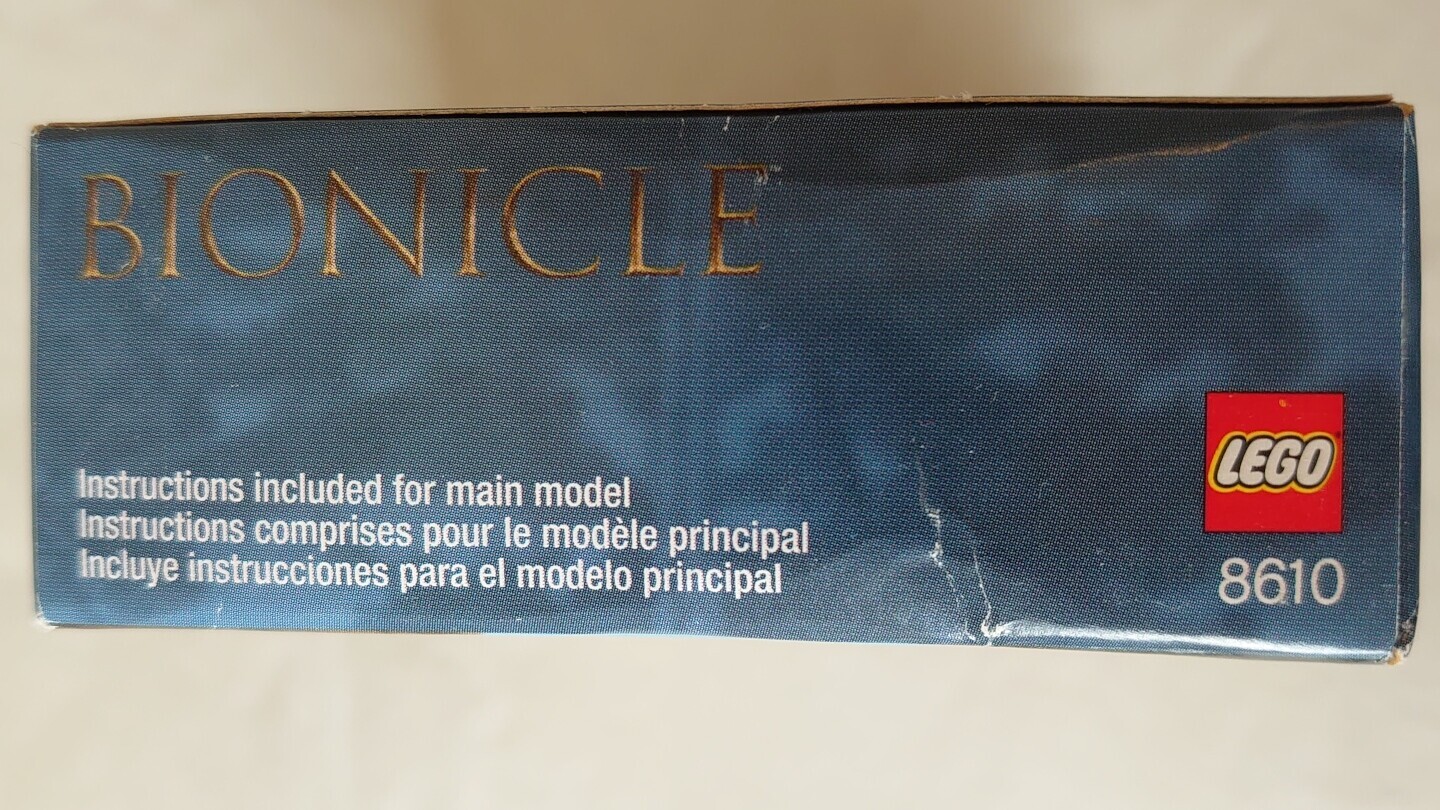 BIONICLE
LEGO
Instructions included for main model
Instructions comprises pour le modèle principal
Incluye instrucciones para el modelo principal
8610